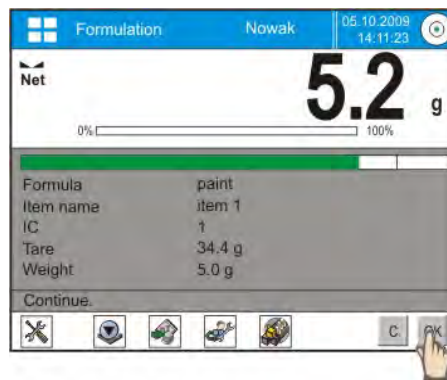 Formulation Nowak 05.10.2009
14:11:23
Net
5.2 g
0% 100%
Formula paint
Item name item 1
IC 1
Tare 34.4 g
Weight 5.0 g
Continue.
C OK